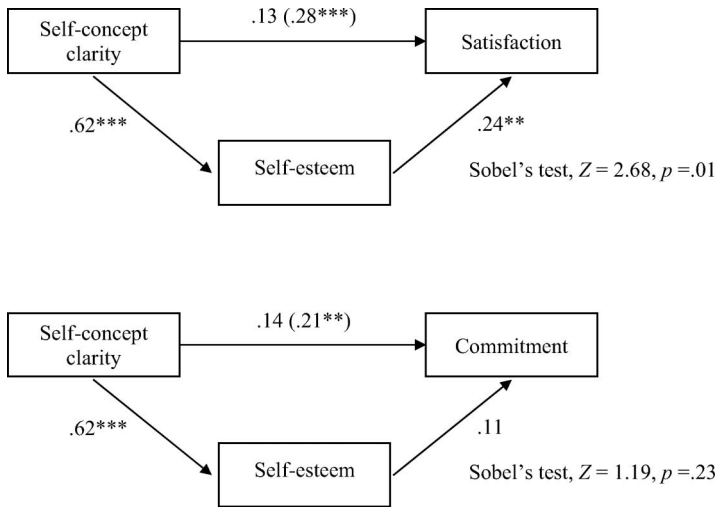 .13 (.28***)
Self-concept
clarity
Satisfaction
.62***
.24**
Self-esteem
Sobel’s test, Z = 2.68, p =.01
.14 (.21**)
Self-concept
clarity
Commitment
.62***
.11
Self-esteem
Sobel’s test, Z = 1.19, p =.23